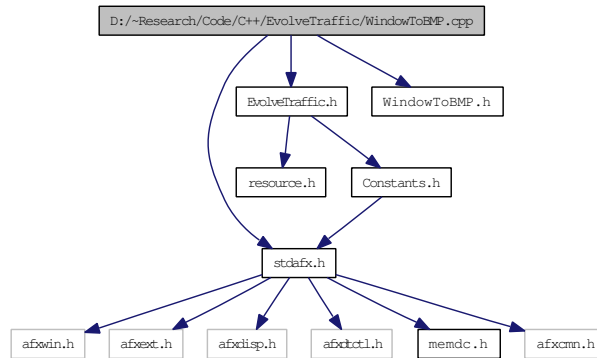 D:/~Research/Code/C++/EvolveTraffic/WindowToBMP.cpp
EvolveTraffic.h
WindowToBMP.h
resource.h
Constants.h
stdafx.h
afxwin.h
afxext.h
afxdisp.h
afxdtctl.h
memdc.h
afxcmn.h